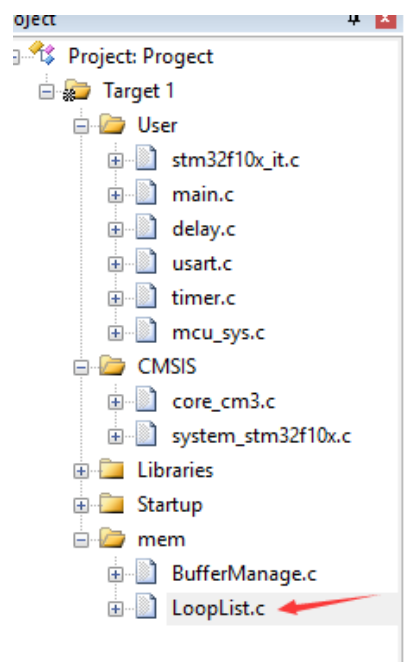 oject
Project: Progect
Target 1
User
stm32f10x_it.c
main.c
delay.c
usart.c
timer.c
mcu_sys.c
CMSIS
core_cm3.c
system_stm32f10x.c
Libraries
Startup
mem
BufferManage.c
LoopList.c